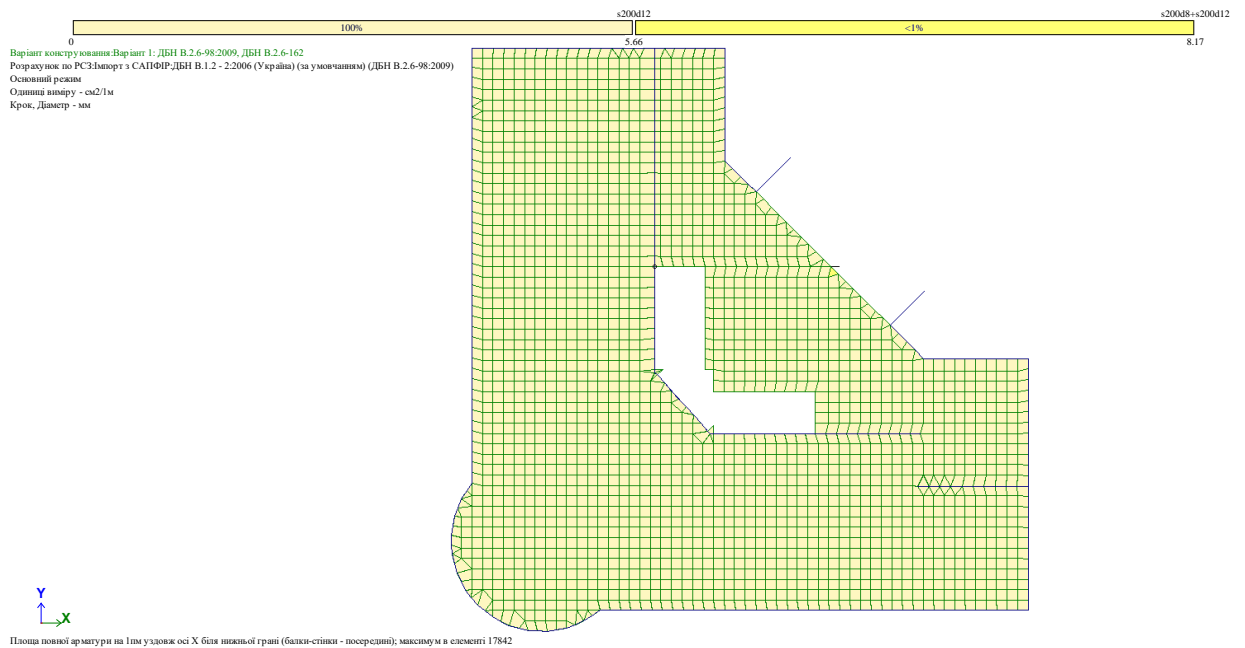 s200d12
s200d8+s200d12
100%
<1%
0
5.66
8.17
Варіант конструювання:Варіант 1: ДБН В.2.6-98:2009, ДБН В.2.6-162
Розрахунок по РСЗ:Імпорт з САПФІР:ДБН В.1.2 - 2:2006 (Україна) (за умовчанням) (ДБН В.2.6-98:2009)
Основний режим
Одиниці виміру - см2/1м
Крок, Діаметр - мм
Y
X
Площа повної арматури на 1пм уздовж осі X біля нижньої грані (балки-стінки - посередині); максимум в елементі 17842